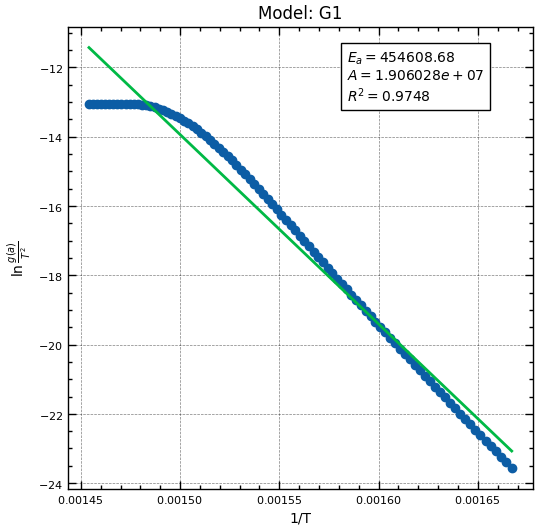 Model: G1
E_a = 454608.68
A = 1.906028e + 07
R^2 = 0.9748
ln g(a)/T^2
−12
−14
−16
−18
−20
−22
−24
0.00145 0.00150 0.00155 0.00160 0.00165
1/T